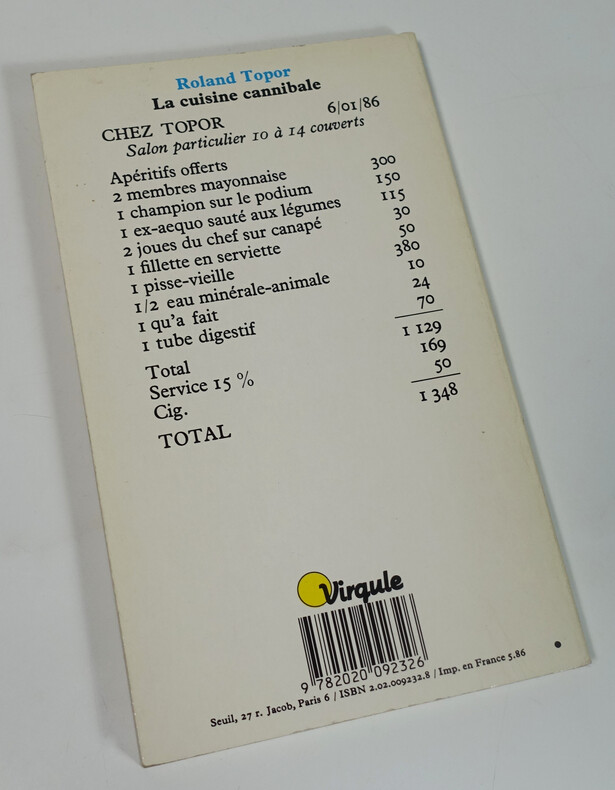 Roland Topor
La cuisine cannibale
CHEZ TOPOR 6/01/86
Salon particulier 10 à 14 couverts
Apéritifs offerts
2 membres mayonnaise 300
1 champion sur le podium 150
1 ex-aequo sauté aux légumes 115
2 joues du chef sur canapé 30
1 fillette en serviette 50
1 pisse-vieille 380
1/2 eau minérale-animale 10
1 qu'a fait 24
1 tube digestif 70
Total 1 129
Service 15 % 169
Cig. 50
TOTAL 1 348
Virgule
9 782020 092326
Seuil, 27 r. Jacob, Paris 6 / ISBN 2.02.009232.8 / Imp. en France 5.86